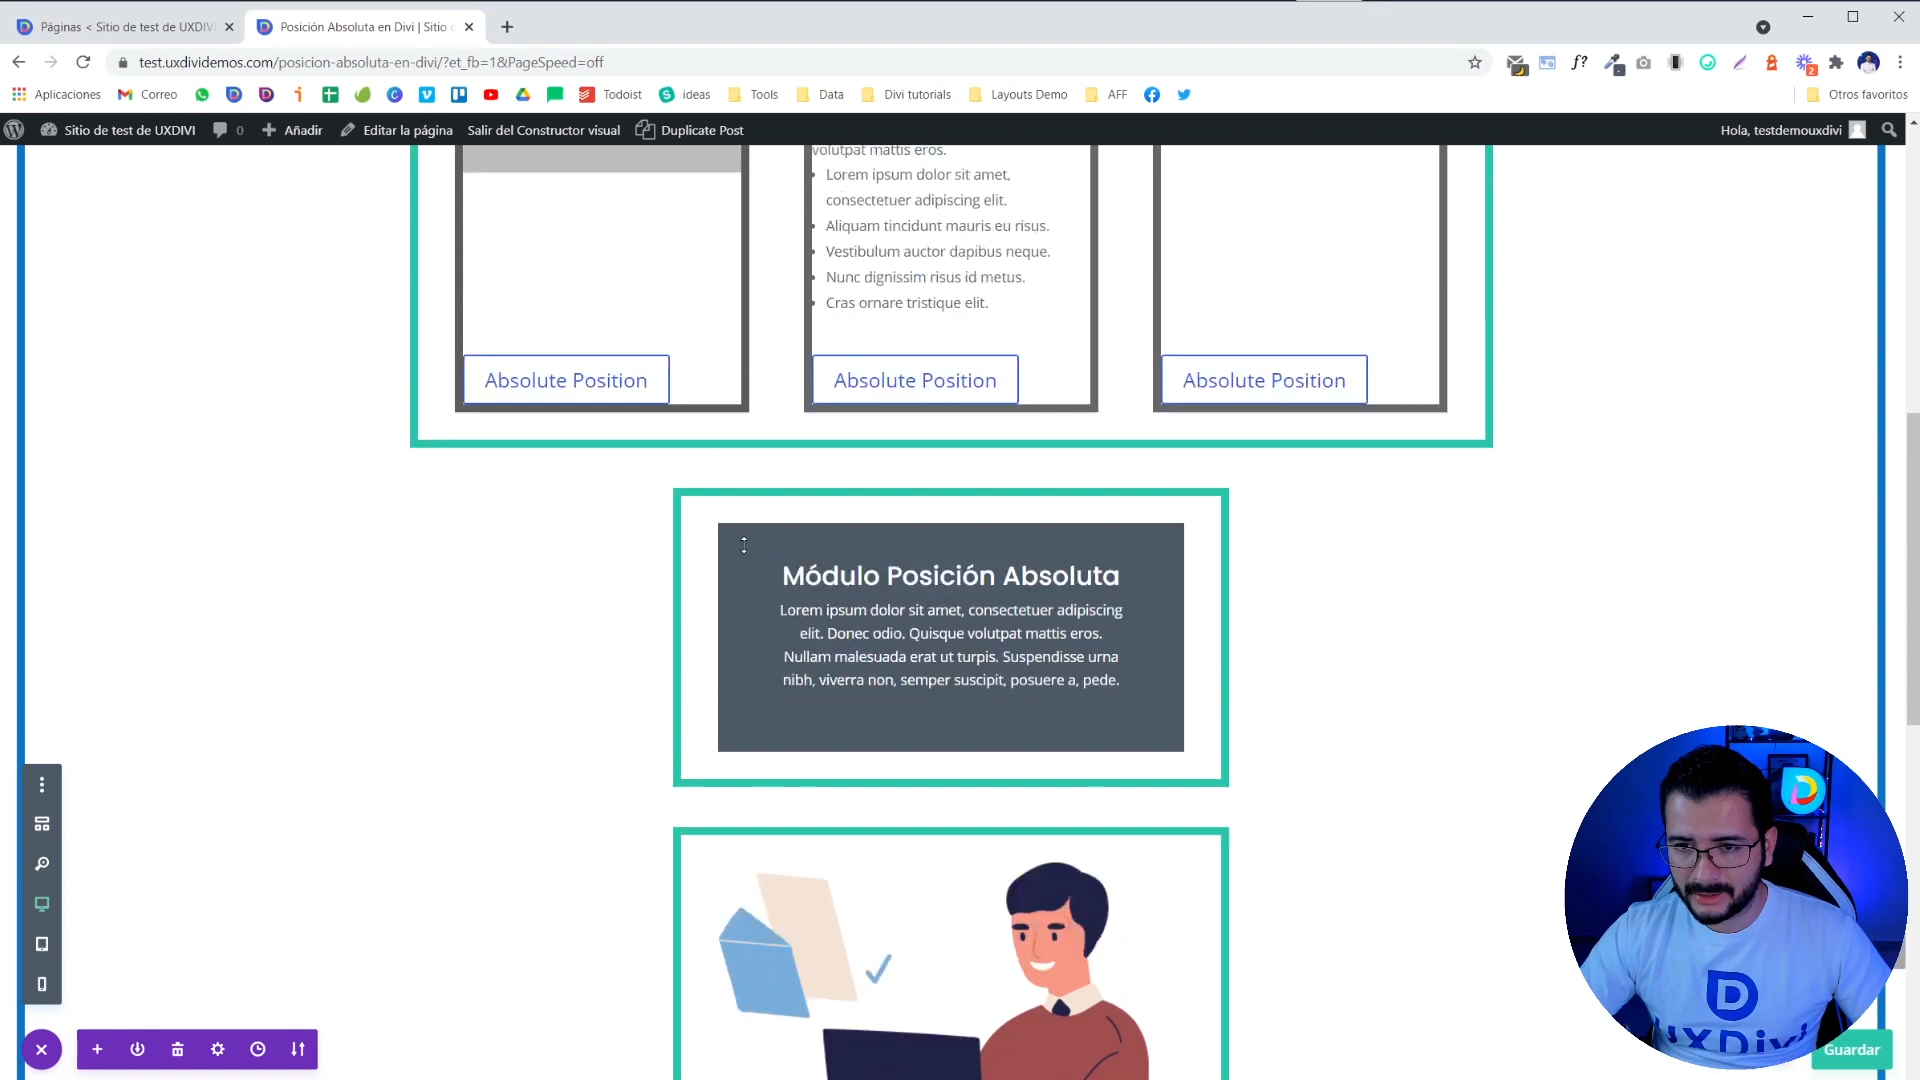 Páginas < Sitio de test de UXDIVI
Posición Absoluta en Divi | Sitio
test.uxdividemos.com/posicion-absoluta-en-divi/?et_fb=1&PageSpeed=off
f?
2
Aplicaciones
Correo
Todoist
ideas
Tools
Data
Divi tutorials
Layouts Demo
AFF
Otros favoritos
Sitio de test de UXDIVI
0
Añadir
Editar la página
Salir del Constructor visual
Duplicate Post
Hola, testdemouxdivi
volutpat mattis eros.
Lorem ipsum dolor sit amet,
consectetuer adipiscing elit.
Aliquam tincidunt mauris eu risus.
Vestibulum auctor dapibus neque.
Nunc dignissim risus id metus.
Cras ornare tristique elit.
Absolute Position
Absolute Position
Absolute Position
Módulo Posición Absoluta
Lorem ipsum dolor sit amet, consectetuer adipiscing
elit. Donec odio. Quisque volutpat mattis eros.
Nullam malesuada erat ut turpis. Suspendisse urna
nibh, viverra non, semper suscipit, posuere a, pede.
UXDivi
Guardar